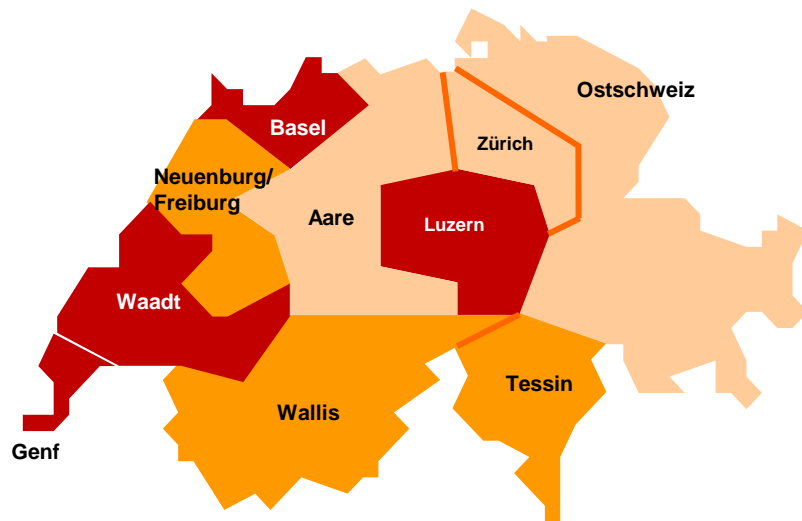 Ostschweiz
Basel
Zürich
Neuenburg/
Freiburg
Aare
Luzern
Waadt
Tessin
Wallis
Genf